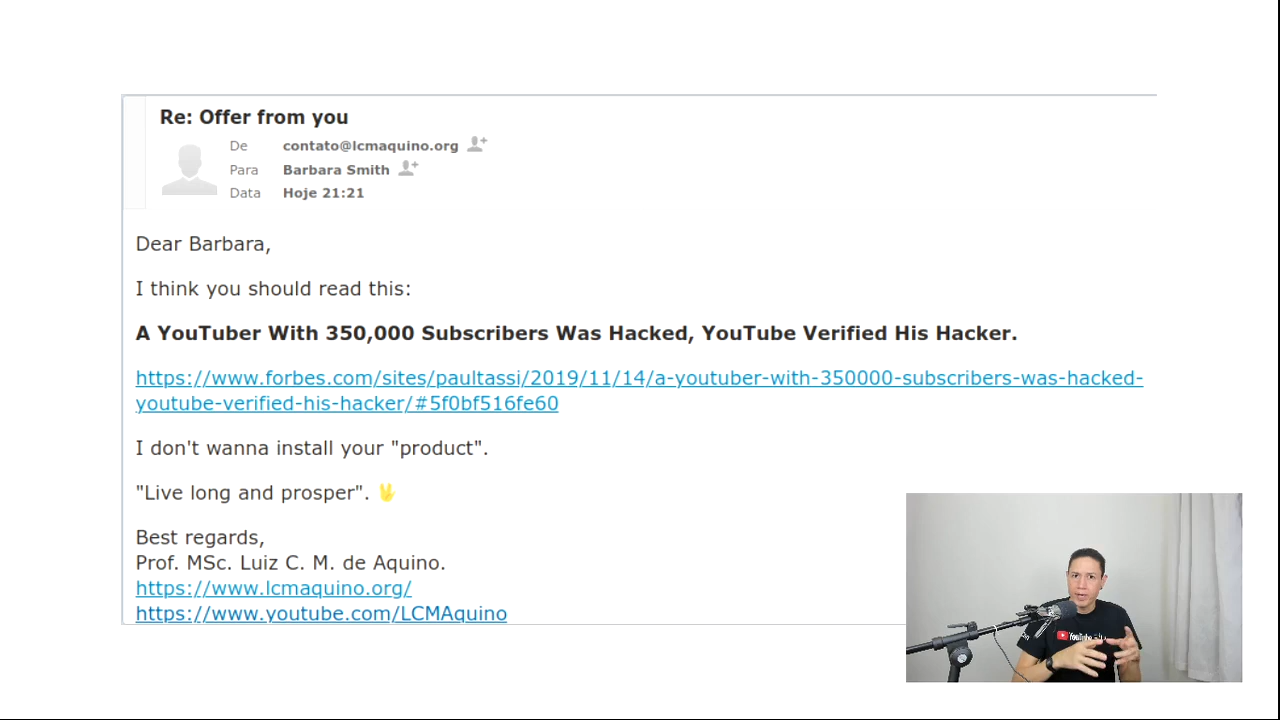 Re: Offer from you
De contato@lcmaquino.org
Para Barbara Smith
Data Hoje 21:21
Dear Barbara,
I think you should read this:
A YouTuber With 350,000 Subscribers Was Hacked, YouTube Verified His Hacker.
https://www.forbes.com/sites/paultassi/2019/11/14/a-youtuber-with-350000-subscribers-was-hacked-
youtube-verified-his-hacker/#5f0bf516fe60
I don't wanna install your "product".
"Live long and prosper". 🖖
Best regards,
Prof. MSc. Luiz C. M. de Aquino.
https://www.lcmaquino.org/
https://www.youtube.com/LCMAquino
YouTube